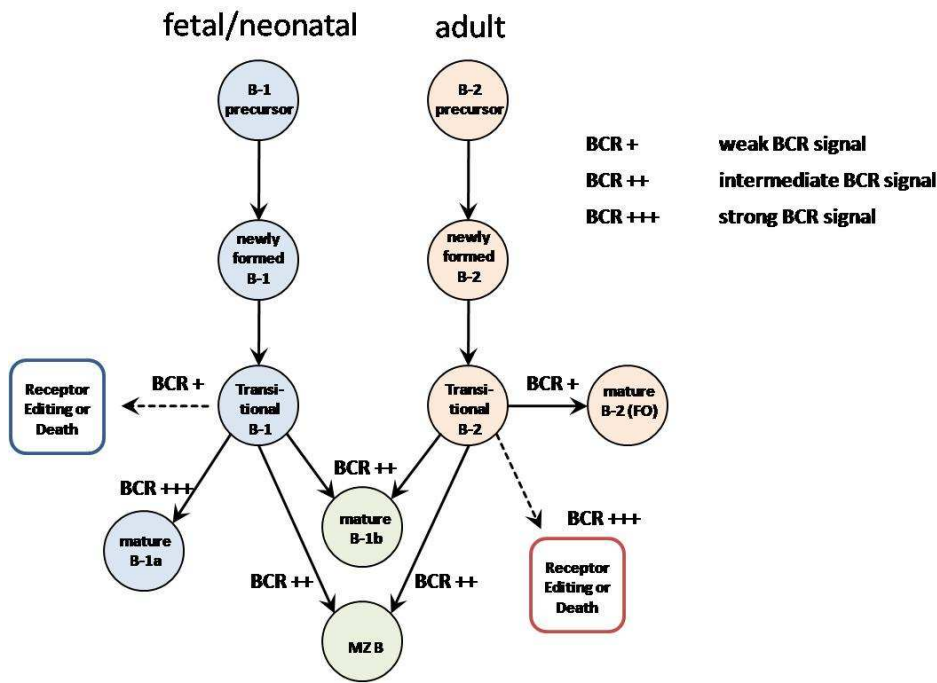 fetal/neonatal
adult
B-1
precursor
B-2
precursor
BCR + weak BCR signal
BCR ++ intermediate BCR signal
BCR +++ strong BCR signal
newly
formed
B-1
newly
formed
B-2
Receptor
Editing or
Death
BCR +
Transi-
tional
B-1
Transi-
tional
B-2
BCR +
mature
B-2 (FO)
BCR +++
mature
B-1a
BCR ++
mature
B-1b
BCR +++
Receptor
Editing or
Death
BCR ++
BCR ++
MZ B